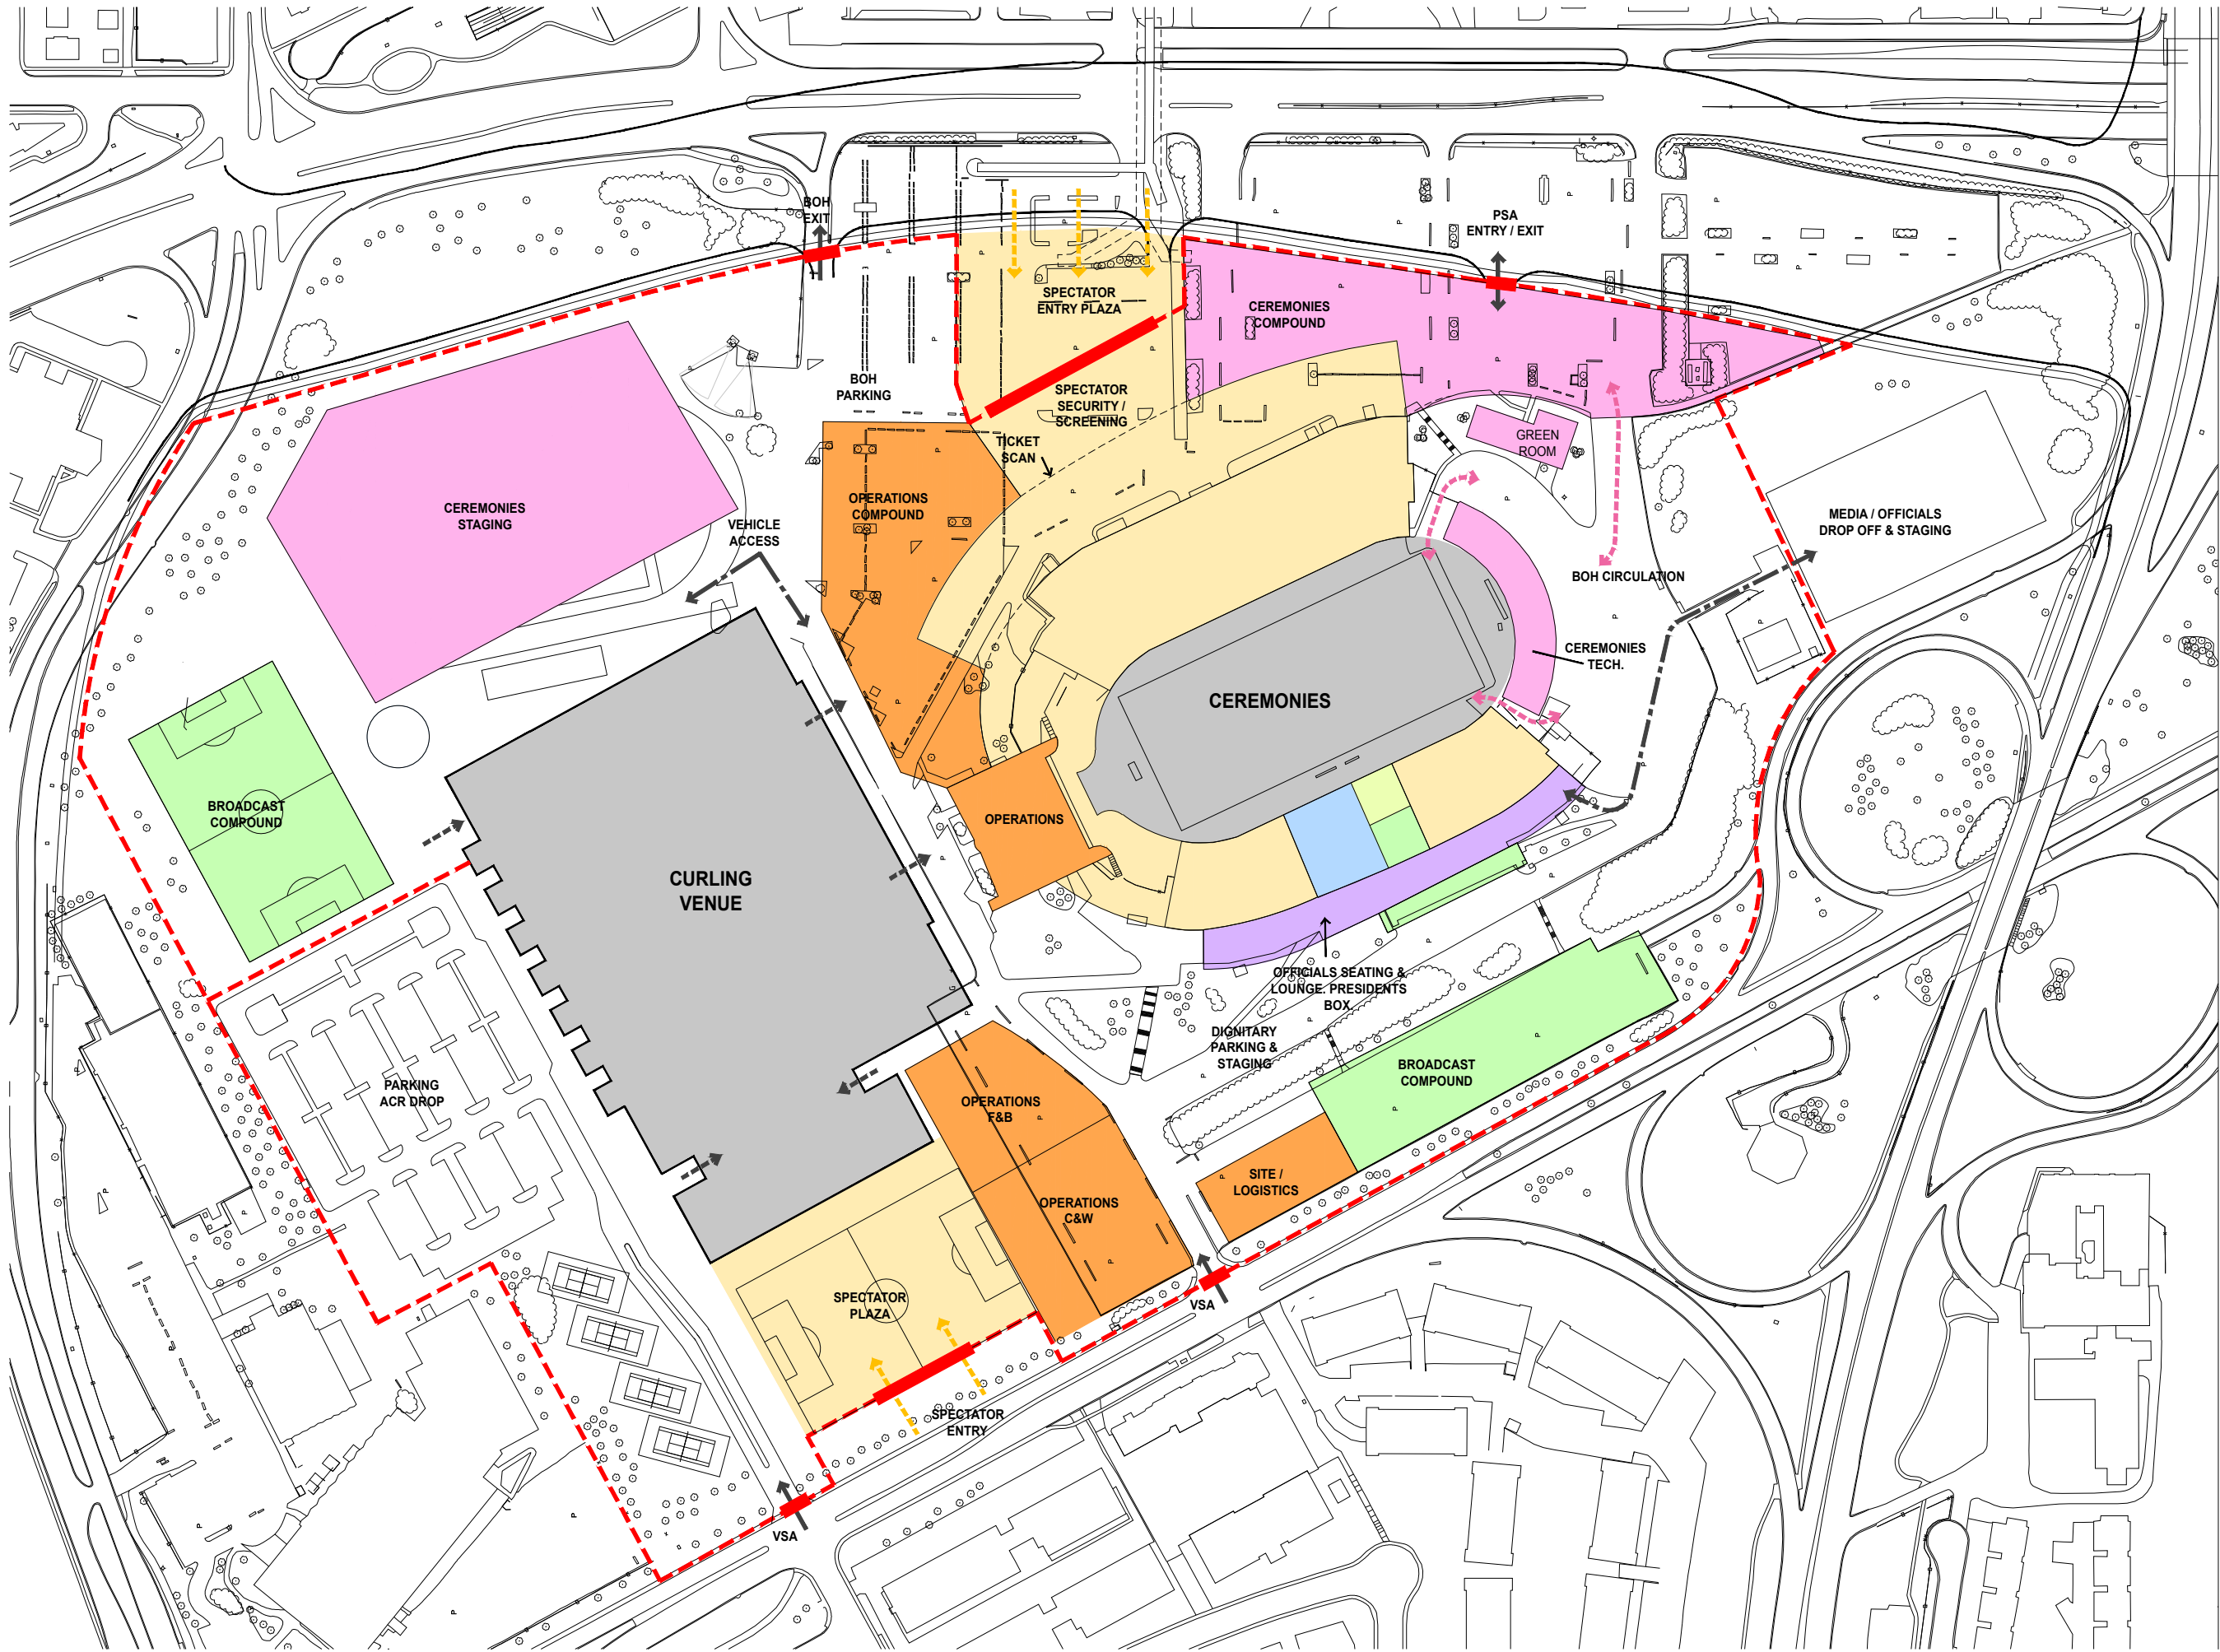 BOH
EXIT
PSA
ENTRY / EXIT
SPECTATOR
ENTRY PLAZA
CEREMONIES
COMPOUND
BOH
PARKING
SPECTATOR
SECURITY /
SCREENING
TICKET
SCAN
GREEN
ROOM
CEREMONIES
STAGING
OPERATIONS
COMPOUND
VEHICLE
ACCESS
MEDIA / OFFICIALS
DROP OFF & STAGING
BOH CIRCULATION
CEREMONIES
TECH.
CEREMONIES
BROADCAST
COMPOUND
OPERATIONS
CURLING
VENUE
OFFICIALS SEATING &
LOUNGE. PRESIDENTS
BOX
DIGNITARY
PARKING &
STAGING
BROADCAST
COMPOUND
PARKING
ACR DROP
OPERATIONS
F&B
SITE /
LOGISTICS
OPERATIONS
C&W
SPECTATOR
PLAZA
VSA
SPECTATOR
ENTRY
VSA